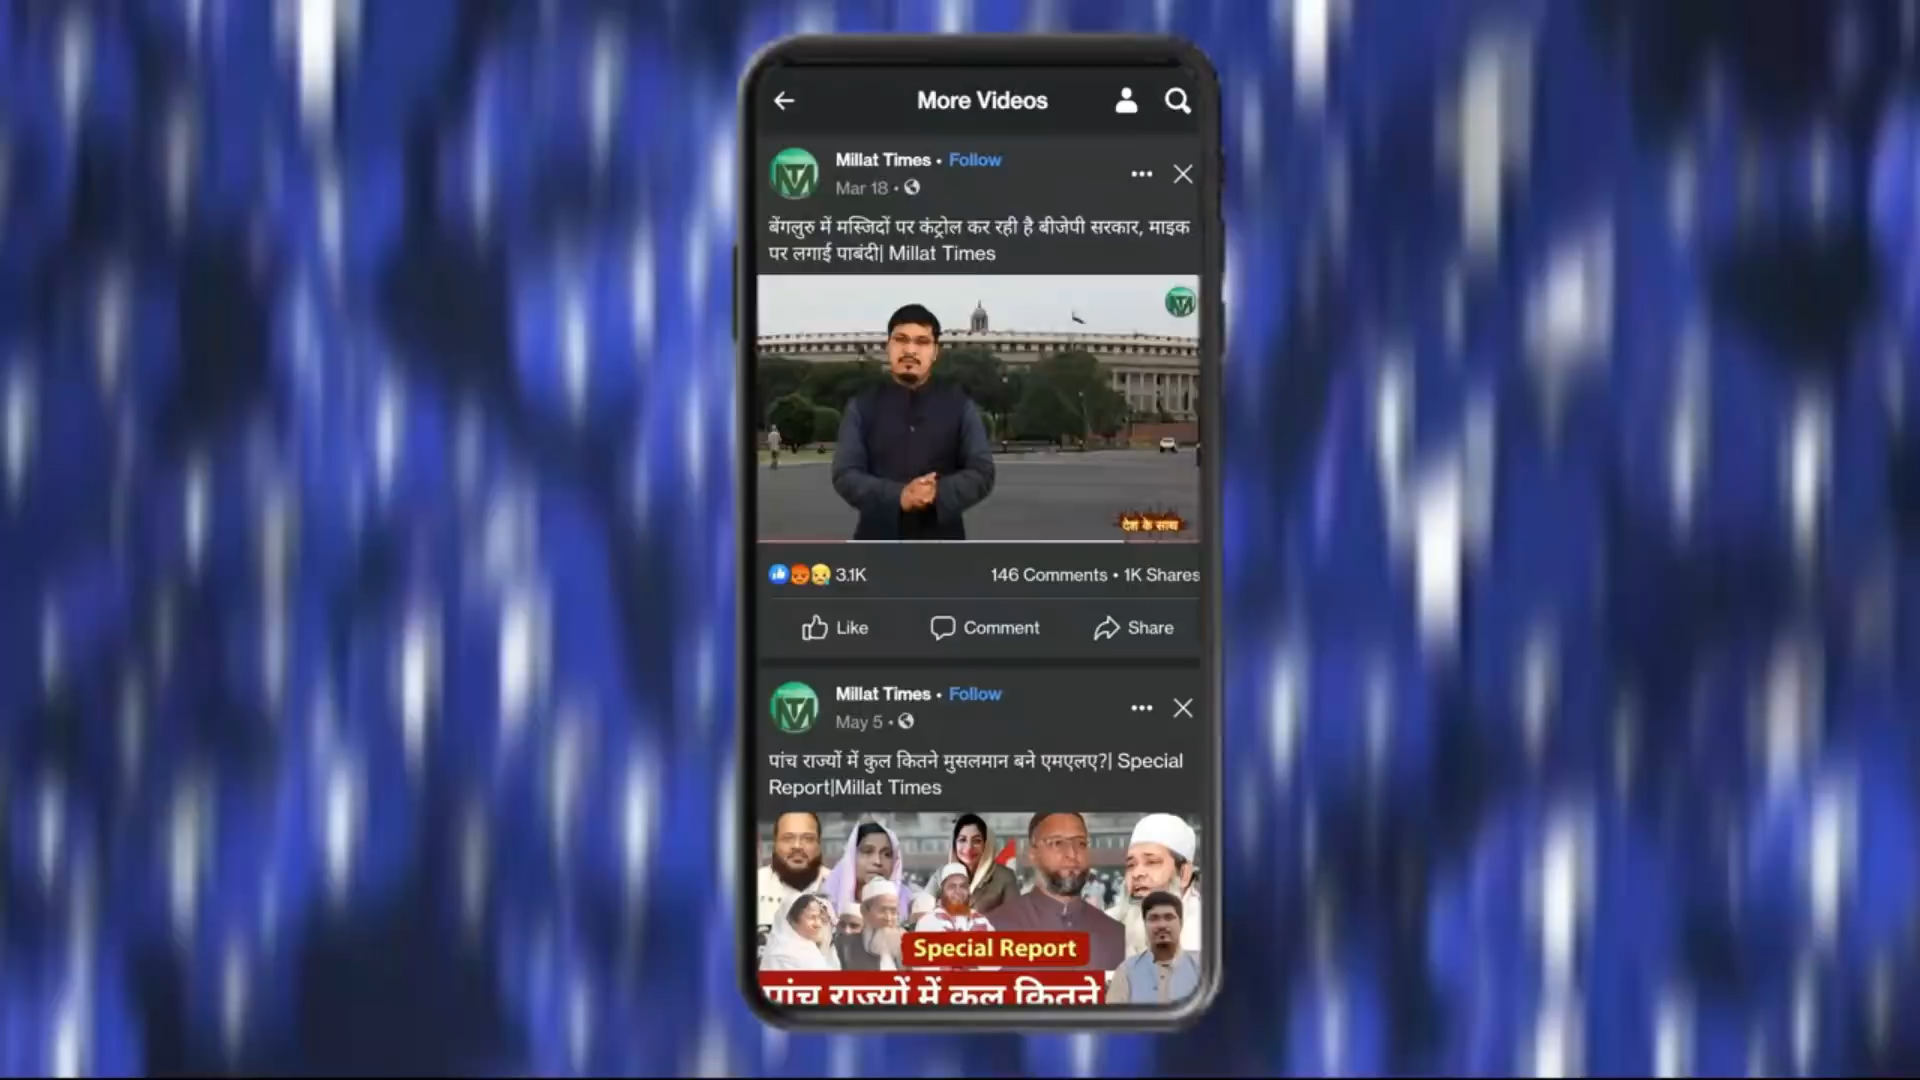 More Videos
Millat Times • Follow
Mar 18 •
बेंगलुरु में मस्जिदों पर कंट्रोल कर रही है बीजेपी सरकार, माइक
पर लगाई पाबंदी| Millat Times
देश के साथ
3.1K
146 Comments • 1K Shares
Like
Comment
Share
Millat Times • Follow
May 5 •
पांच राज्यों में कुल कितने मुसलमान बने एमएलए?| Special
Report|Millat Times
Special Report
पांच राज्यों में कुल कितने